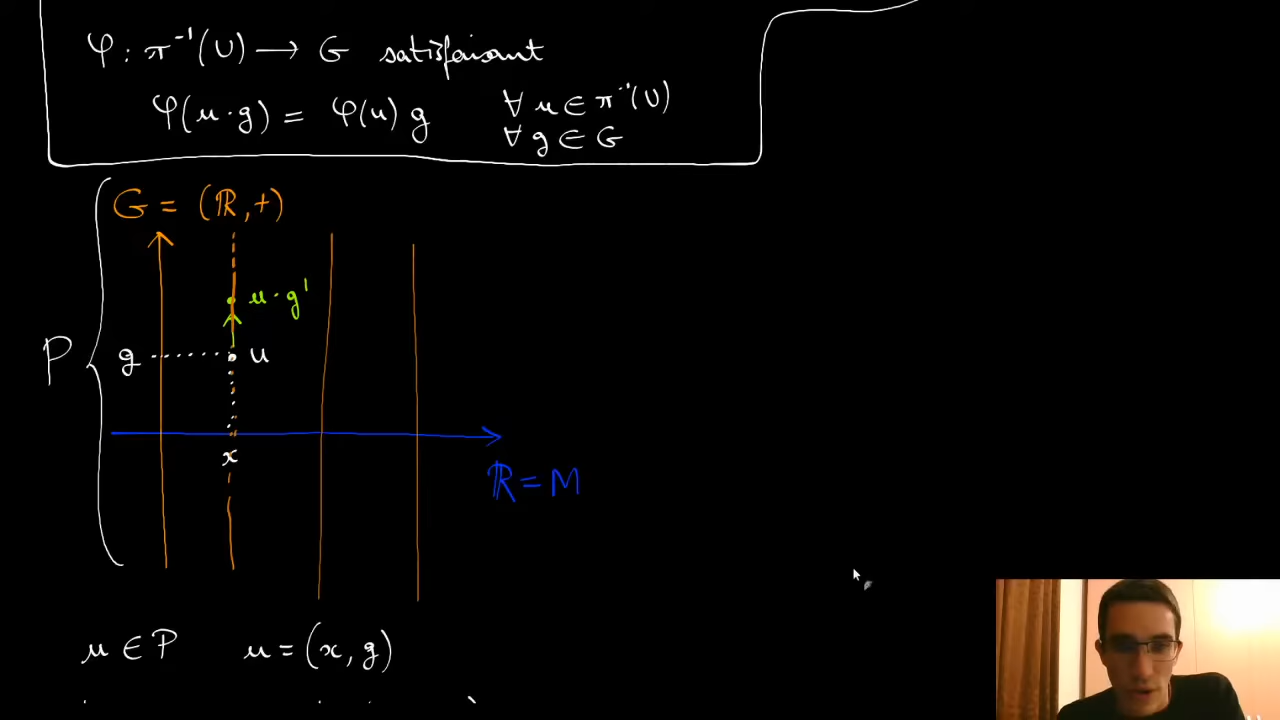 φ : π⁻¹(U) → G satisfaisant
φ(u · g) = φ(u) g ∀ u ∈ π⁻¹(U)
∀ g ∈ G
G = (ℝ, +)
u · g'
P
g
u
x
ℝ = M
u ∈ P u = (x, g)